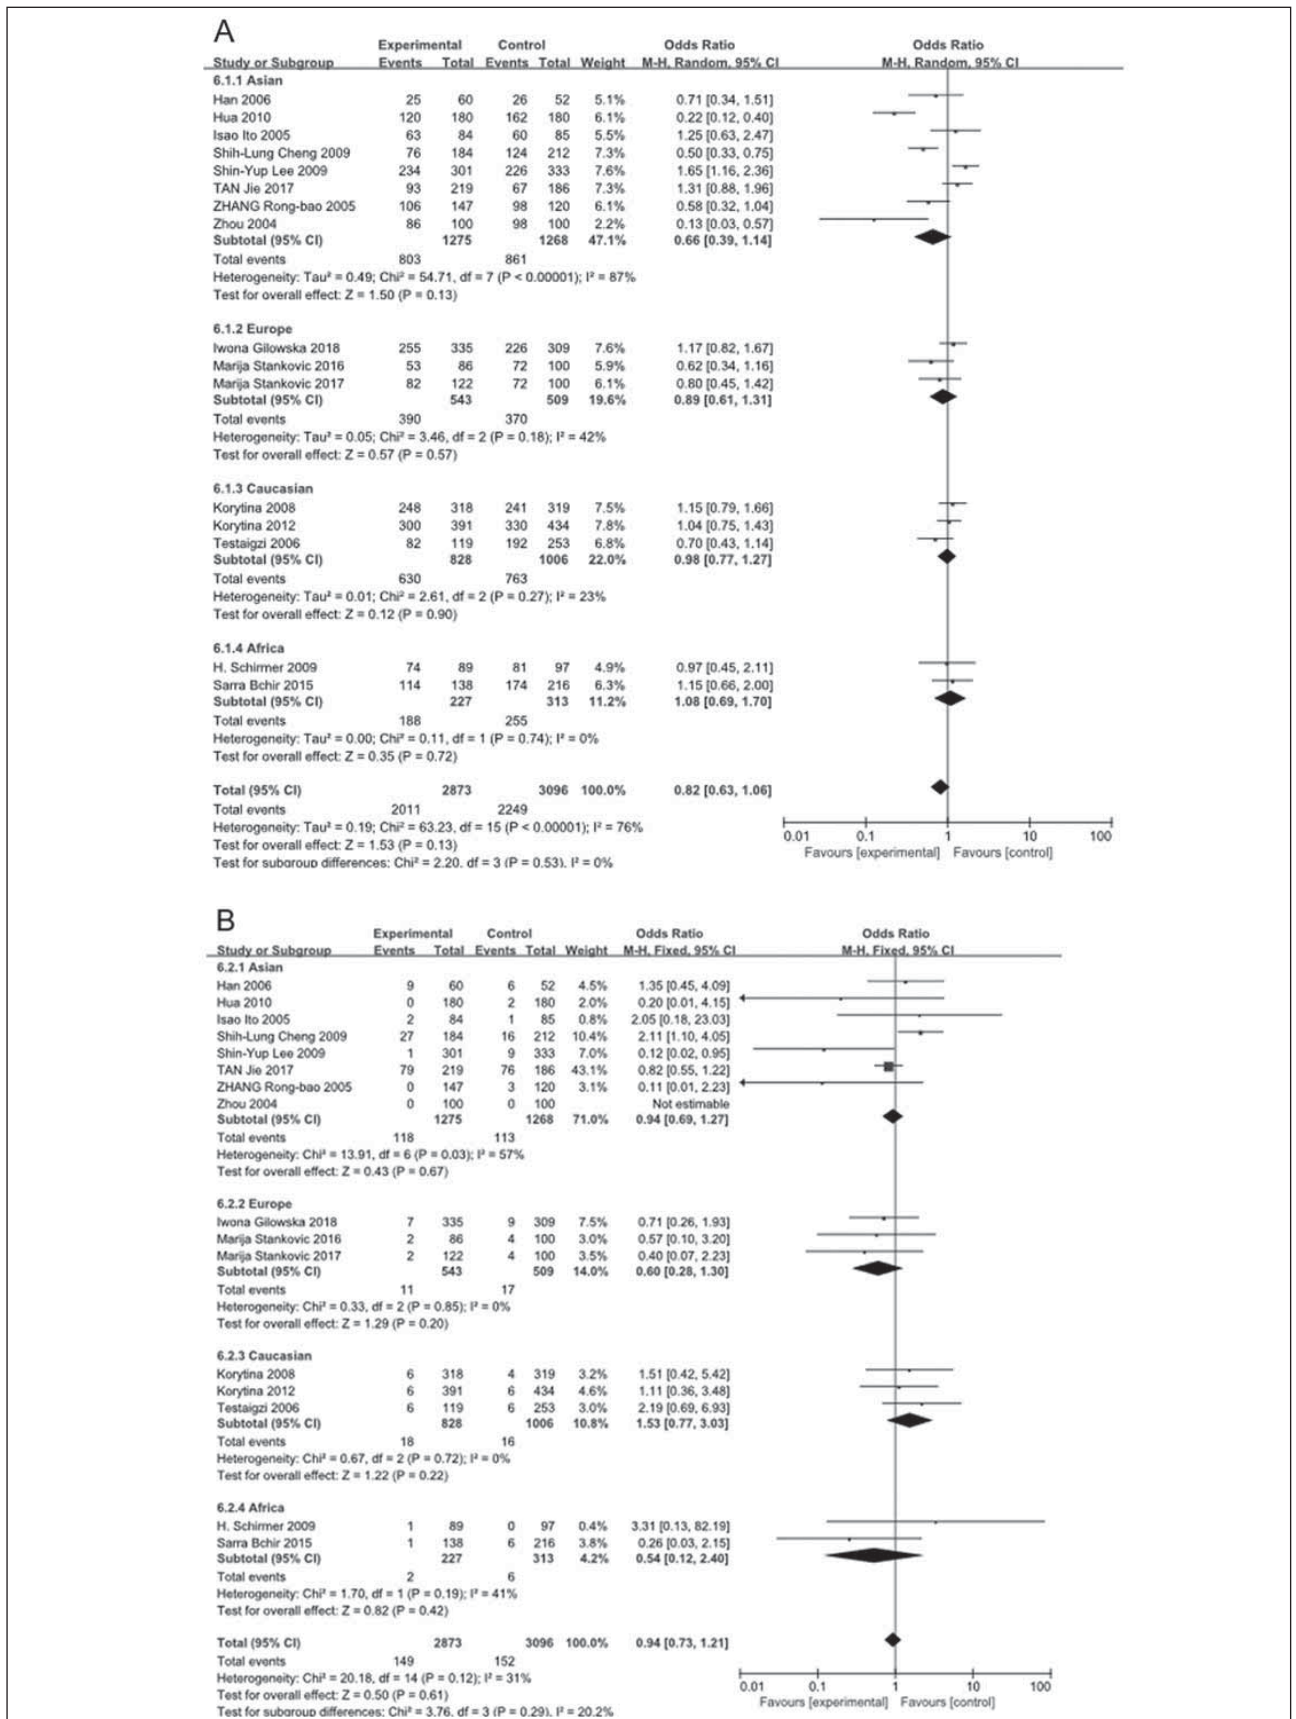 A
Experimental Control Odds Ratio Odds Ratio
Study or Subgroup Events Total Events Total Weight M-H, Random, 95% CI M-H, Random, 95% CI
6.1.1 Asian
Han 2006 25 60 26 52 5.1% 0.71 [0.34, 1.51]
Hua 2010 120 180 162 180 6.1% 0.22 [0.12, 0.40]
Isao Ito 2005 63 84 60 85 5.5% 1.25 [0.63, 2.47]
Shih-Lung Cheng 2009 76 184 124 212 7.3% 0.50 [0.33, 0.75]
Shin-Yup Lee 2009 234 301 226 333 7.6% 1.65 [1.16, 2.36]
TAN Jie 2017 93 219 67 186 7.3% 1.31 [0.88, 1.96]
ZHANG Rong-bao 2005 106 147 98 120 6.1% 0.58 [0.32, 1.04]
Zhou 2004 86 100 98 100 2.2% 0.13 [0.03, 0.57]
Subtotal (95% CI) 1275 1268 47.1% 0.66 [0.39, 1.14]
Total events 803 861
Heterogeneity: Tau² = 0.49; Chi² = 54.71, df = 7 (P < 0.00001); I² = 87%
Test for overall effect: Z = 1.50 (P = 0.13)
6.1.2 Europe
Iwona Gilowska 2018 255 335 226 309 7.6% 1.17 [0.82, 1.67]
Marija Stankovic 2016 53 86 72 100 5.9% 0.62 [0.34, 1.16]
Marija Stankovic 2017 82 122 72 100 6.1% 0.80 [0.45, 1.42]
Subtotal (95% CI) 543 509 19.6% 0.89 [0.61, 1.31]
Total events 390 370
Heterogeneity: Tau² = 0.05; Chi² = 3.46, df = 2 (P = 0.18); I² = 42%
Test for overall effect: Z = 0.57 (P = 0.57)
6.1.3 Caucasian
Korytina 2008 248 318 241 319 7.5% 1.15 [0.79, 1.66]
Korytina 2012 300 391 330 434 7.8% 1.04 [0.75, 1.43]
Testaigzi 2006 82 119 192 253 6.8% 0.70 [0.43, 1.14]
Subtotal (95% CI) 828 1006 22.0% 0.98 [0.77, 1.27]
Total events 630 763
Heterogeneity: Tau² = 0.01; Chi² = 2.61, df = 2 (P = 0.27); I² = 23%
Test for overall effect: Z = 0.12 (P = 0.90)
6.1.4 Africa
H. Schirmer 2009 74 89 81 97 4.9% 0.97 [0.45, 2.11]
Sarra Bchir 2015 114 138 174 216 6.3% 1.15 [0.66, 2.00]
Subtotal (95% CI) 227 313 11.2% 1.08 [0.69, 1.70]
Total events 188 255
Heterogeneity: Tau² = 0.00; Chi² = 0.11, df = 1 (P = 0.74); I² = 0%
Test for overall effect: Z = 0.35 (P = 0.72)
Total (95% CI) 2873 3096 100.0% 0.82 [0.63, 1.06]
Total events 2011 2249
Heterogeneity: Tau² = 0.19; Chi² = 63.23, df = 15 (P < 0.00001); I² = 76%
Test for overall effect: Z = 1.53 (P = 0.13)
Test for subgroup differences: Chi² = 2.20, df = 3 (P = 0.53), I² = 0%
0.01 0.1 1 10 100
Favours [experimental] Favours [control]
B
Experimental Control Odds Ratio Odds Ratio
Study or Subgroup Events Total Events Total Weight M-H, Fixed, 95% CI M-H, Fixed, 95% CI
6.2.1 Asian
Han 2006 9 60 6 52 4.5% 1.35 [0.45, 4.09]
Hua 2010 0 180 2 180 2.0% 0.20 [0.01, 4.15]
Isao Ito 2005 2 84 1 85 0.8% 2.05 [0.18, 23.03]
Shih-Lung Cheng 2009 27 184 16 212 10.4% 2.11 [1.10, 4.05]
Shin-Yup Lee 2009 1 301 9 333 7.0% 0.12 [0.02, 0.95]
TAN Jie 2017 79 219 76 186 43.1% 0.82 [0.55, 1.22]
ZHANG Rong-bao 2005 0 147 3 120 3.1% 0.11 [0.01, 2.23]
Zhou 2004 0 100 0 100 Not estimable
Subtotal (95% CI) 1275 1268 71.0% 0.94 [0.69, 1.27]
Total events 118 113
Heterogeneity: Chi² = 13.91, df = 6 (P = 0.03); I² = 57%
Test for overall effect: Z = 0.43 (P = 0.67)
6.2.2 Europe
Iwona Gilowska 2018 7 335 9 309 7.5% 0.71 [0.26, 1.93]
Marija Stankovic 2016 2 86 4 100 3.0% 0.57 [0.10, 3.20]
Marija Stankovic 2017 2 122 4 100 3.5% 0.40 [0.07, 2.23]
Subtotal (95% CI) 543 509 14.0% 0.60 [0.28, 1.30]
Total events 11 17
Heterogeneity: Chi² = 0.33, df = 2 (P = 0.85); I² = 0%
Test for overall effect: Z = 1.29 (P = 0.20)
6.2.3 Caucasian
Korytina 2008 6 318 4 319 3.2% 1.51 [0.42, 5.42]
Korytina 2012 6 391 6 434 4.6% 1.11 [0.36, 3.48]
Testaigzi 2006 6 119 6 253 3.0% 2.19 [0.69, 6.93]
Subtotal (95% CI) 828 1006 10.8% 1.53 [0.77, 3.03]
Total events 18 16
Heterogeneity: Chi² = 0.67, df = 2 (P = 0.72); I² = 0%
Test for overall effect: Z = 1.22 (P = 0.22)
6.2.4 Africa
H. Schirmer 2009 1 89 0 97 0.4% 3.31 [0.13, 82.19]
Sarra Bchir 2015 1 138 6 216 3.8% 0.26 [0.03, 2.15]
Subtotal (95% CI) 227 313 4.2% 0.54 [0.12, 2.40]
Total events 2 6
Heterogeneity: Chi² = 1.70, df = 1 (P = 0.19); I² = 41%
Test for overall effect: Z = 0.82 (P = 0.42)
Total (95% CI) 2873 3096 100.0% 0.94 [0.73, 1.21]
Total events 149 152
Heterogeneity: Chi² = 20.18, df = 14 (P = 0.12); I² = 31%
Test for overall effect: Z = 0.50 (P = 0.61)
Test for subgroup differences: Chi² = 3.76, df = 3 (P = 0.29), I² = 20.2%
0.01 0.1 1 10 100
Favours [experimental] Favours [control]